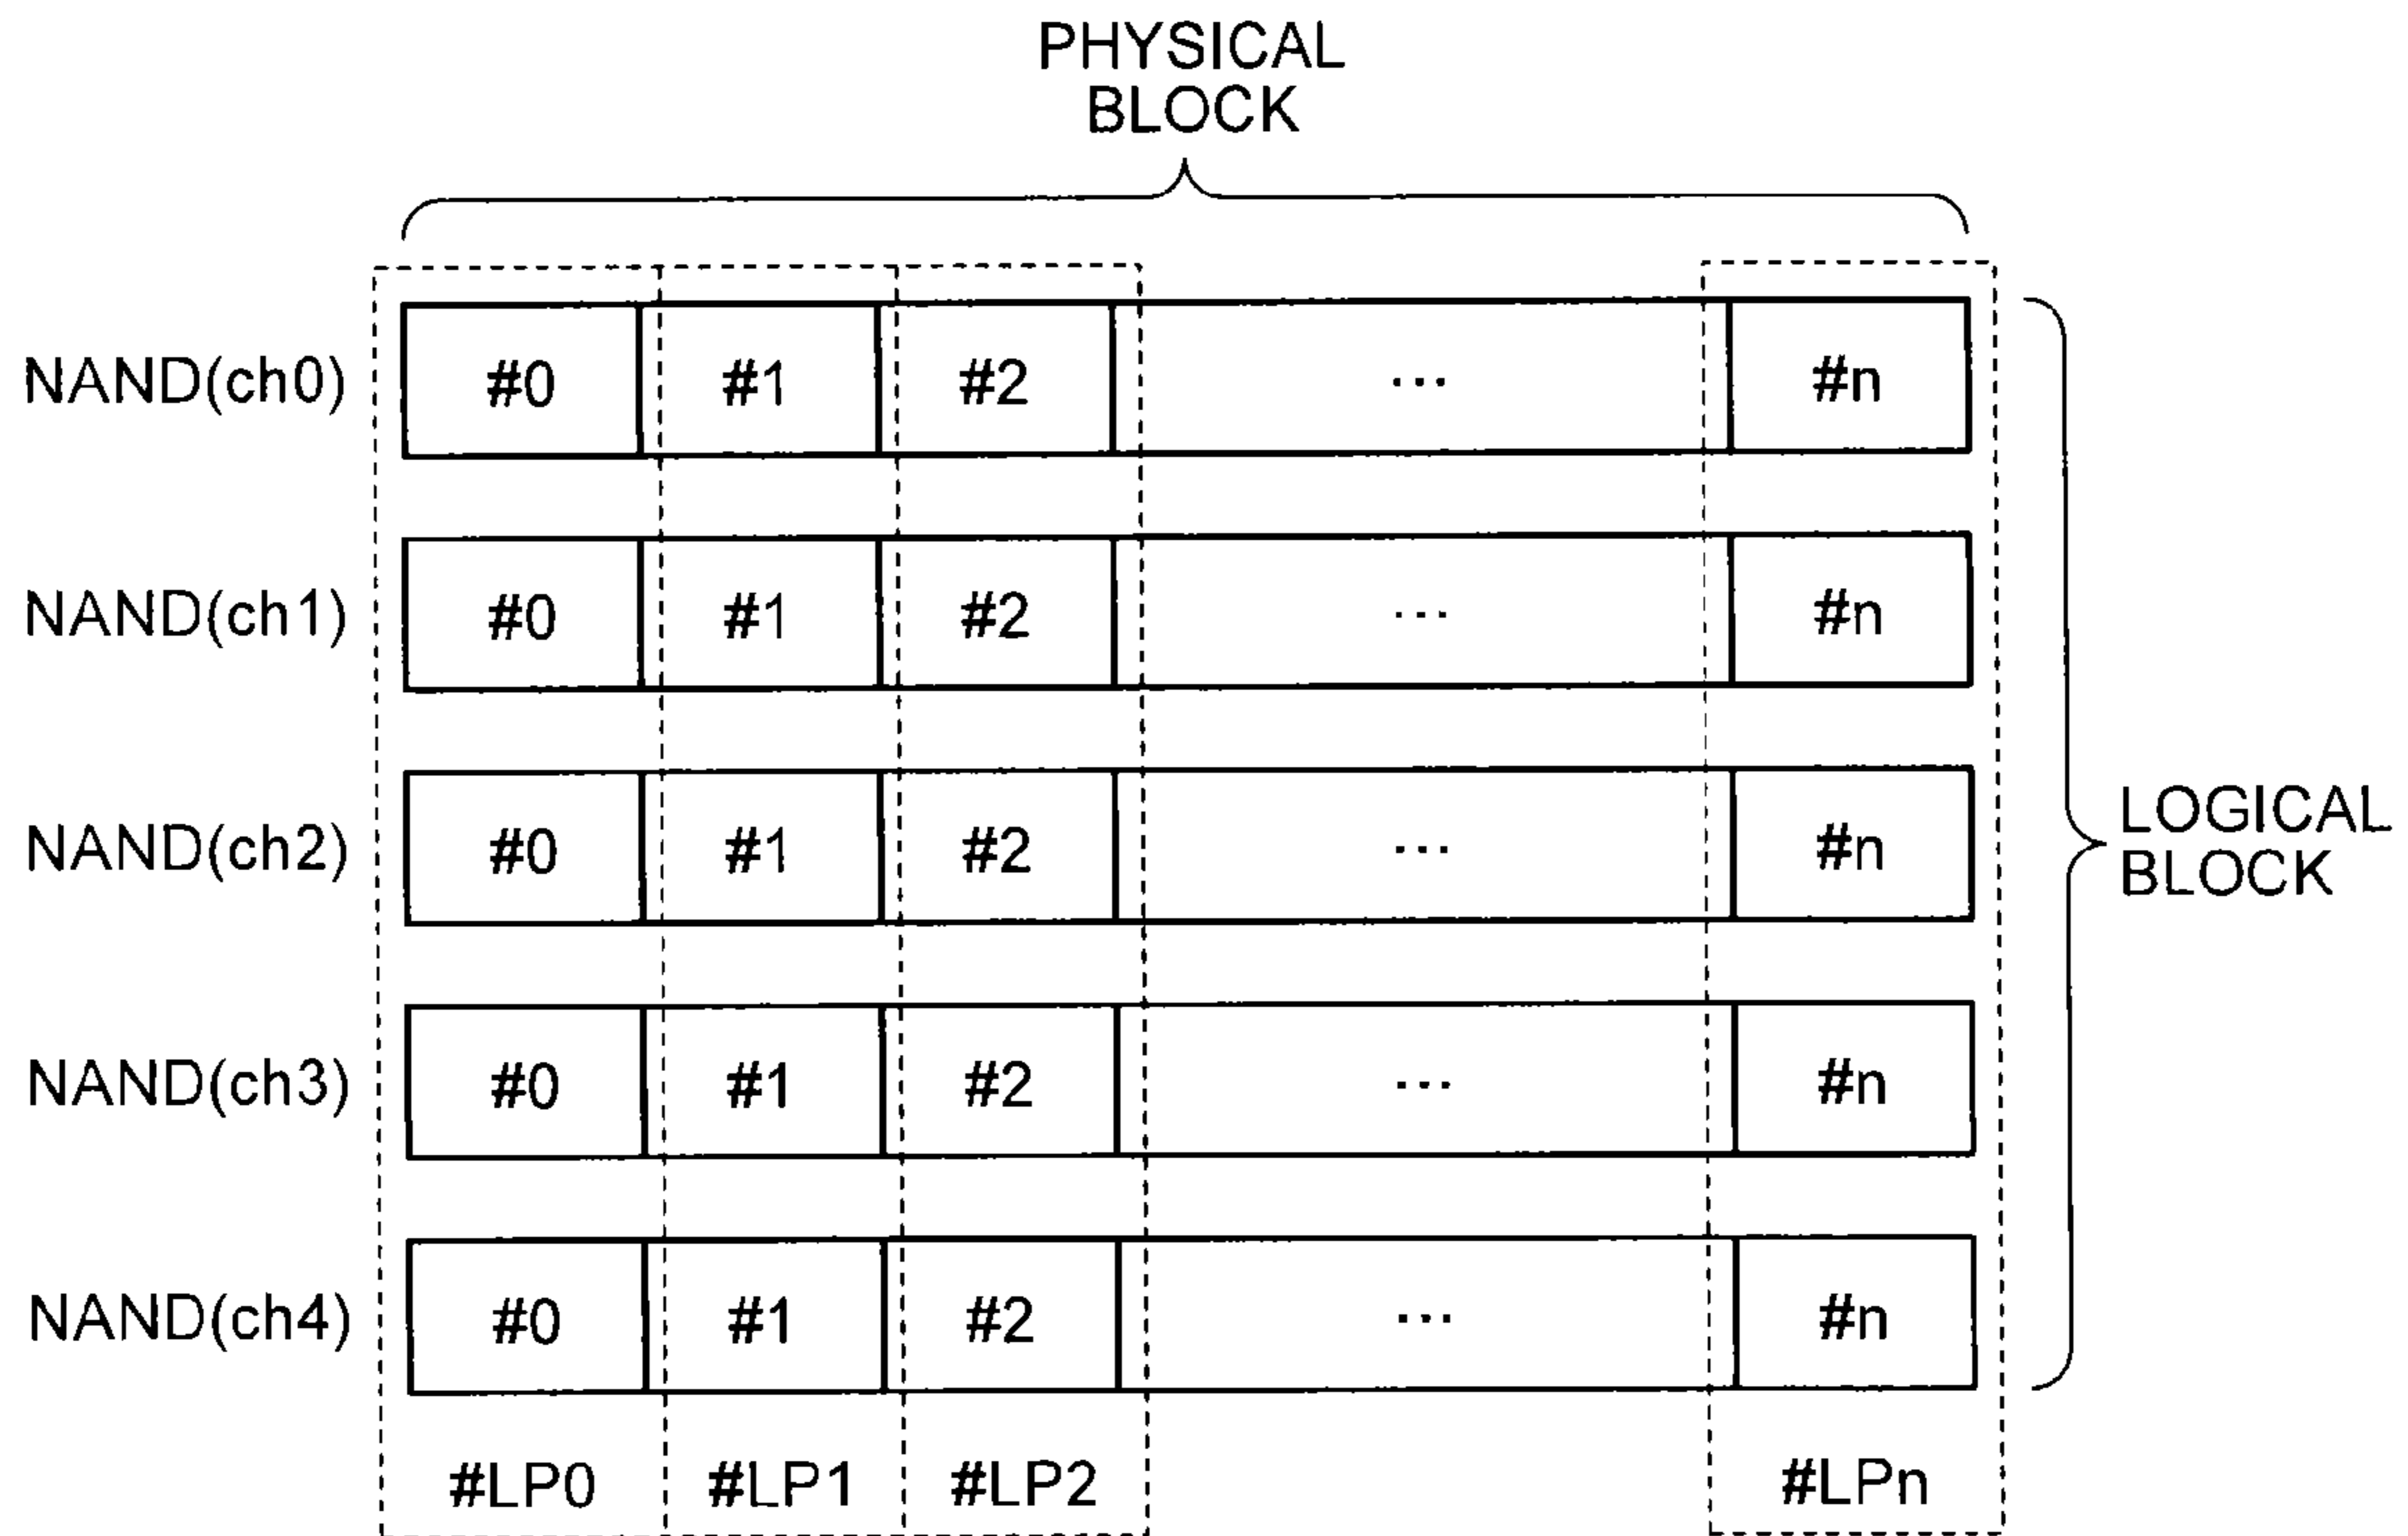 PHYSICAL
BLOCK
NAND(ch0) #0 #1 #2 ... #n
NAND(ch1) #0 #1 #2 ... #n
NAND(ch2) #0 #1 #2 ... #n
LOGICAL
BLOCK
NAND(ch3) #0 #1 #2 ... #n
NAND(ch4) #0 #1 #2 ... #n
#LP0 #LP1 #LP2 #LPn